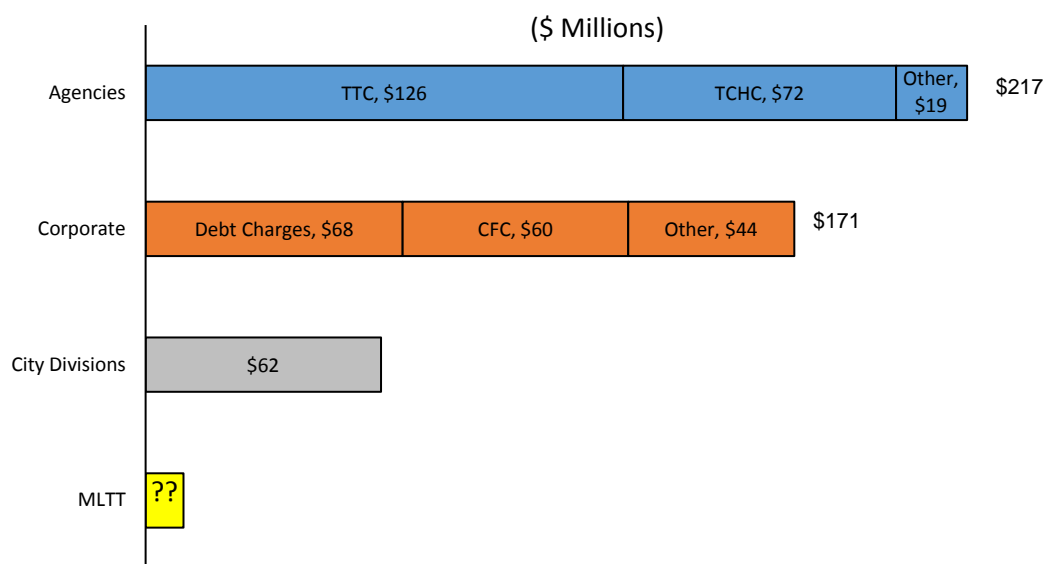 ($ Millions)
Agencies
TTC, $126
TCHC, $72
Other,
$19
$217
Corporate
Debt Charges, $68
CFC, $60
Other, $44
$171
City Divisions
$62
MLTT
??